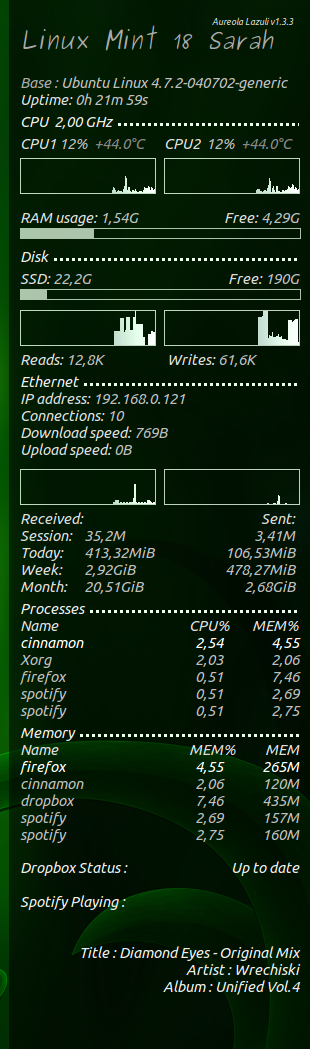 Aureola Lazuli v1.3.3
Linux Mint 18 Sarah
Base : Ubuntu Linux 4.7.2-040702-generic
Uptime: 0h 21m 59s
CPU 2,00 GHz
CPU1 12% +44.0°C CPU2 12% +44.0°C
RAM usage: 1,54G Free: 4,29G
Disk
SSD: 22,2G Free: 190G
Reads: 12,8K Writes: 61,6K
Ethernet
IP address: 192.168.0.121
Connections: 10
Download speed: 769B
Upload speed: 0B
Received: Sent:
Session: 35,2M 3,41M
Today: 413,32MiB 106,53MiB
Week: 2,92GiB 478,27MiB
Month: 20,51GiB 2,68GiB
Processes
Name CPU% MEM%
cinnamon 2,54 4,55
Xorg 2,03 2,06
firefox 0,51 7,46
spotify 0,51 2,69
spotify 0,51 2,75
Memory
Name MEM% MEM
firefox 4,55 265M
cinnamon 2,06 120M
dropbox 7,46 435M
spotify 2,69 157M
spotify 2,75 160M
Dropbox Status : Up to date
Spotify Playing :
Title : Diamond Eyes - Original Mix
Artist : Wrechiski
Album : Unified Vol.4